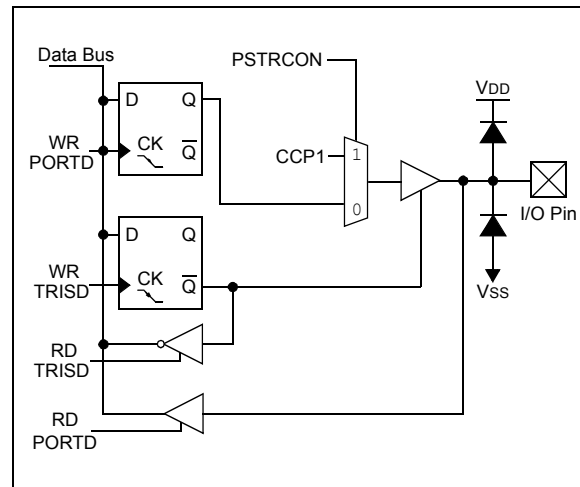 Data Bus
PSTRCON
VDD
D Q
WR
PORTD
CK
Q
CCP1
1
0
I/O Pin
D Q
WR
TRISD
CK
Q
VSS
RD
TRISD
RD
PORTD